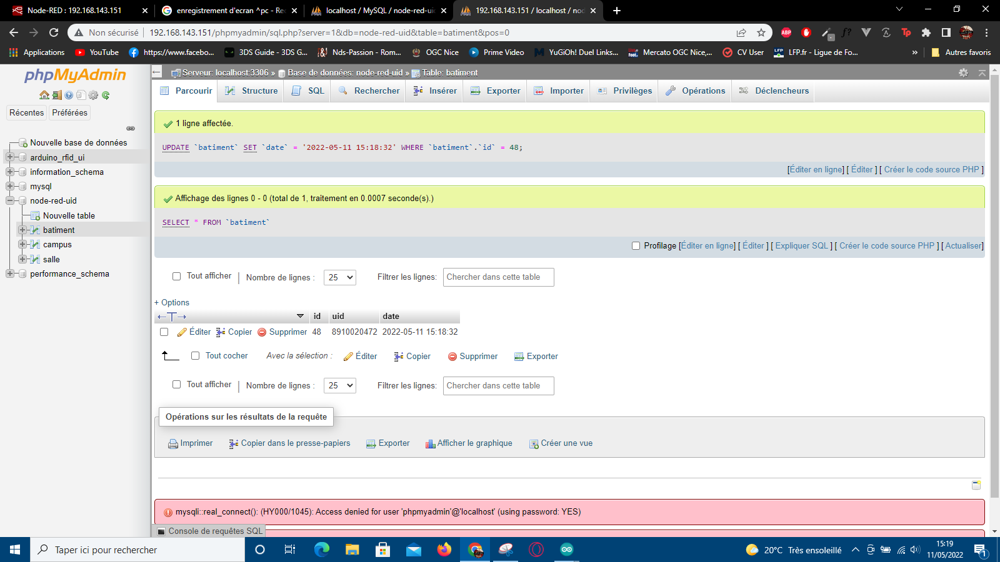 Node-RED : 192.168.143.151
enregistrement d'ecran ^pc - Rec
localhost / MySQL / node-red-uid
192.168.143.151 / localhost / nod
Non sécurisé
192.168.143.151/phpmyadmin/sql.php?server=1&db=node-red-uid&table=batiment&pos=0
Applications
YouTube
https://www.facebo...
3DS Guide - 3DS G...
Nds-Passion - Rom...
OGC Nice
Prime Video
YuGiOh! Duel Links...
Mercato OGC Nice,...
CV User
LFP.fr - Ligue de Fo...
»
Autres favoris
phpMyAdmin
Récentes
Préférées
Nouvelle base de données
arduino_rfid_ui
information_schema
mysql
node-red-uid
Nouvelle table
batiment
campus
salle
performance_schema
Serveur: localhost:3306 » Base de données: node-red-uid » Table: batiment
Parcourir
Structure
SQL
Rechercher
Insérer
Exporter
Importer
Privilèges
Opérations
Déclencheurs
1 ligne affectée.
UPDATE `batiment` SET `date` = '2022-05-11 15:18:32' WHERE `batiment`.`id` = 48;
[Éditer en ligne] [ Éditer ] [ Créer le code source PHP ]
Affichage des lignes 0 - 0 (total de 1, traitement en 0.0007 seconde(s).)
SELECT * FROM `batiment`
Profilage [Éditer en ligne] [ Éditer ] [ Expliquer SQL ] [ Créer le code source PHP ] [ Actualiser]
Tout afficher
Nombre de lignes :
25
Filtrer les lignes:
Chercher dans cette table
+ Options
id
uid
date
Éditer
Copier
Supprimer
48
8910020472
2022-05-11 15:18:32
Tout cocher
Avec la sélection :
Éditer
Copier
Supprimer
Exporter
Tout afficher
Nombre de lignes :
25
Filtrer les lignes:
Chercher dans cette table
Opérations sur les résultats de la requête
Imprimer
Copier dans le presse-papiers
Exporter
Afficher le graphique
Créer une vue
mysqli::real_connect(): (HY000/1045): Access denied for user 'phpmyadmin'@'localhost' (using password: YES)
Console de requêtes SQL
Taper ici pour rechercher
20°C Très ensoleillé
15:19
11/05/2022
1